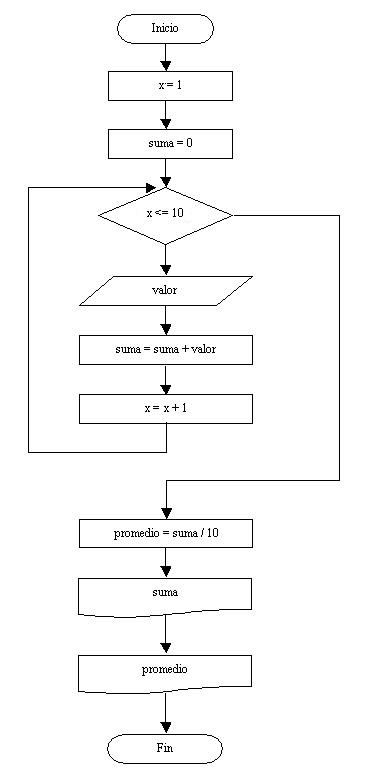 Inicio
x = 1
suma = 0
x <= 10
valor
suma = suma + valor
x = x + 1
promedio = suma / 10
suma
promedio
Fin